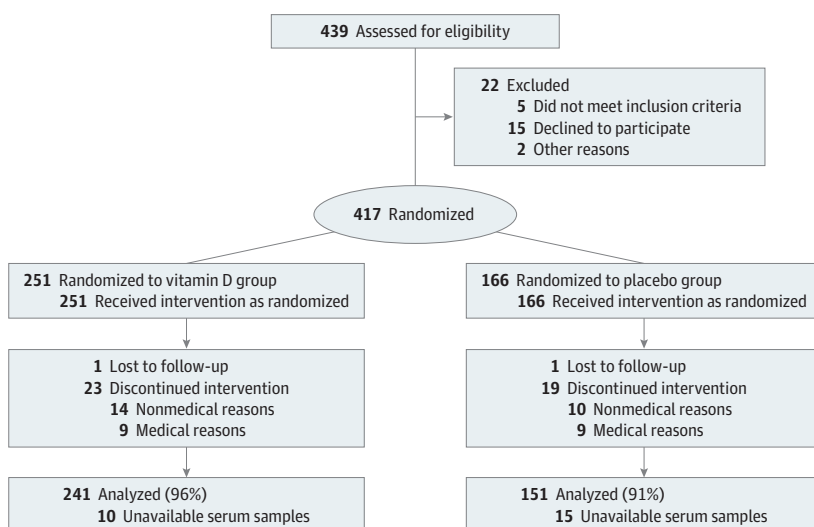 439 Assessed for eligibility
22 Excluded
5 Did not meet inclusion criteria
15 Declined to participate
2 Other reasons
417 Randomized
251 Randomized to vitamin D group
251 Received intervention as randomized
166 Randomized to placebo group
166 Received intervention as randomized
1 Lost to follow-up
23 Discontinued intervention
14 Nonmedical reasons
9 Medical reasons
1 Lost to follow-up
19 Discontinued intervention
10 Nonmedical reasons
9 Medical reasons
241 Analyzed (96%)
10 Unavailable serum samples
151 Analyzed (91%)
15 Unavailable serum samples